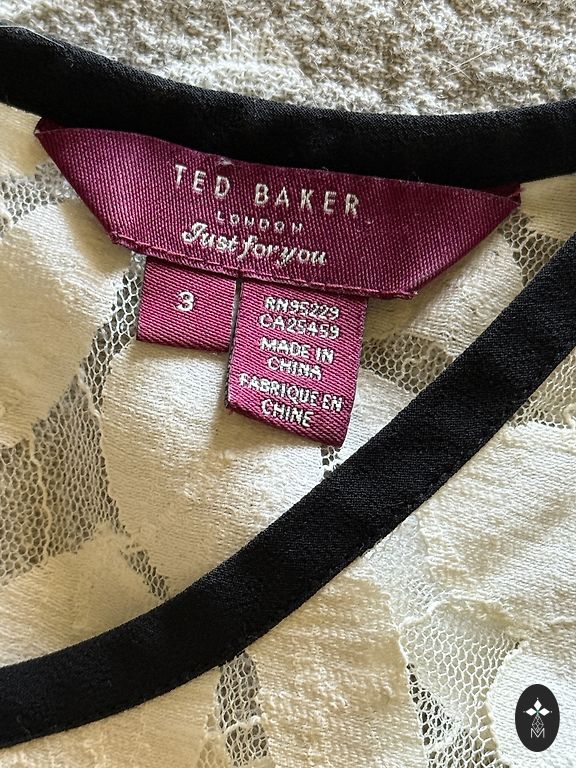 TED BAKER
LONDON
Just for you
3
RN95229
CA25459
MADE IN
CHINA
FABRIQUE EN
CHINE
M